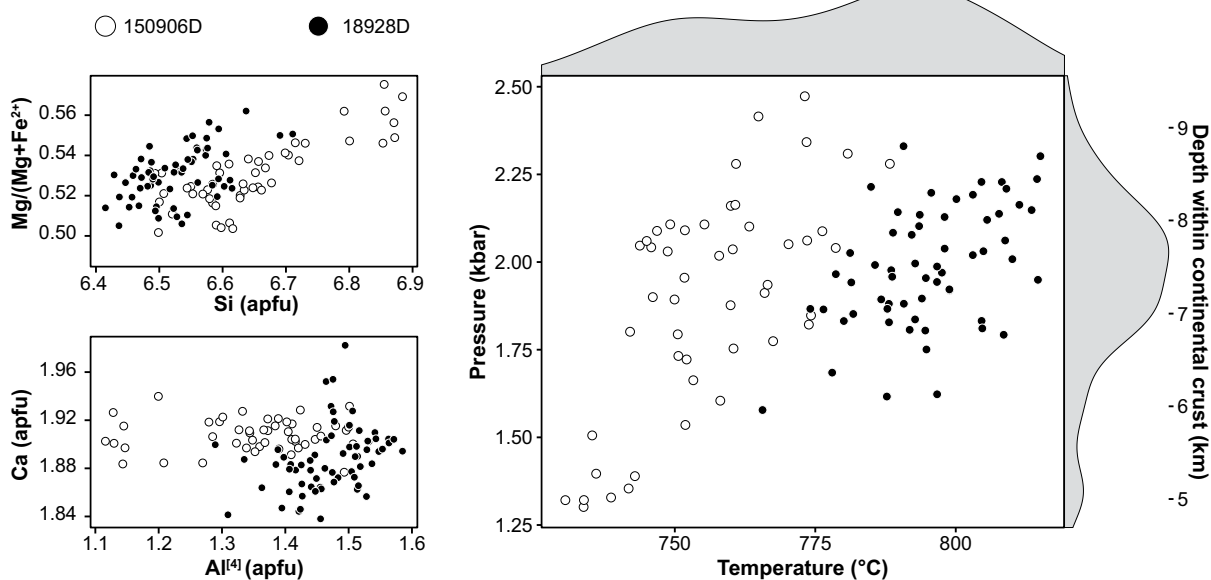 150906D
18928D
Mg/(Mg+Fe²⁺)
0.56
0.54
0.52
0.50
6.4 6.5 6.6 6.7 6.8 6.9
Si (apfu)
Ca (apfu)
1.96
1.92
1.88
1.84
1.1 1.2 1.3 1.4 1.5 1.6
Al[4] (apfu)
Pressure (kbar)
2.50
2.25
2.00
1.75
1.50
1.25
750 775 800
Temperature (°C)
-9
-8
-7
-6
-5
Depth within continental crust (km)